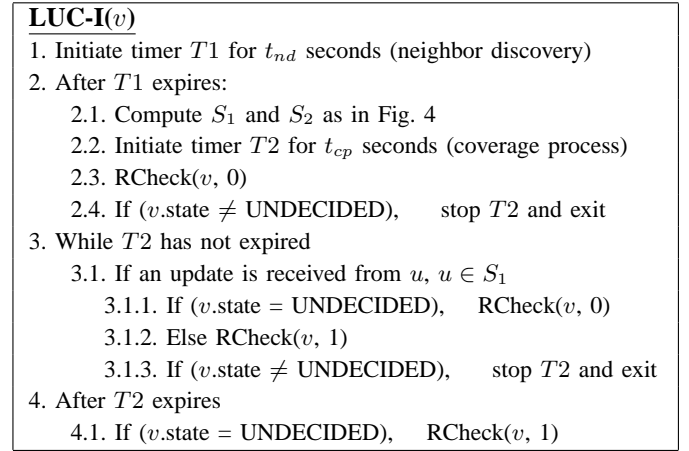 LUC-I(v)
1. Initiate timer T1 for t_nd seconds (neighbor discovery)
2. After T1 expires:
2.1. Compute S_1 and S_2 as in Fig. 4
2.2. Initiate timer T2 for t_cp seconds (coverage process)
2.3. RCheck(v, 0)
2.4. If (v.state ≠ UNDECIDED), stop T2 and exit
3. While T2 has not expired
3.1. If an update is received from u, u ∈ S_1
3.1.1. If (v.state = UNDECIDED), RCheck(v, 0)
3.1.2. Else RCheck(v, 1)
3.1.3. If (v.state ≠ UNDECIDED), stop T2 and exit
4. After T2 expires
4.1. If (v.state = UNDECIDED), RCheck(v, 1)